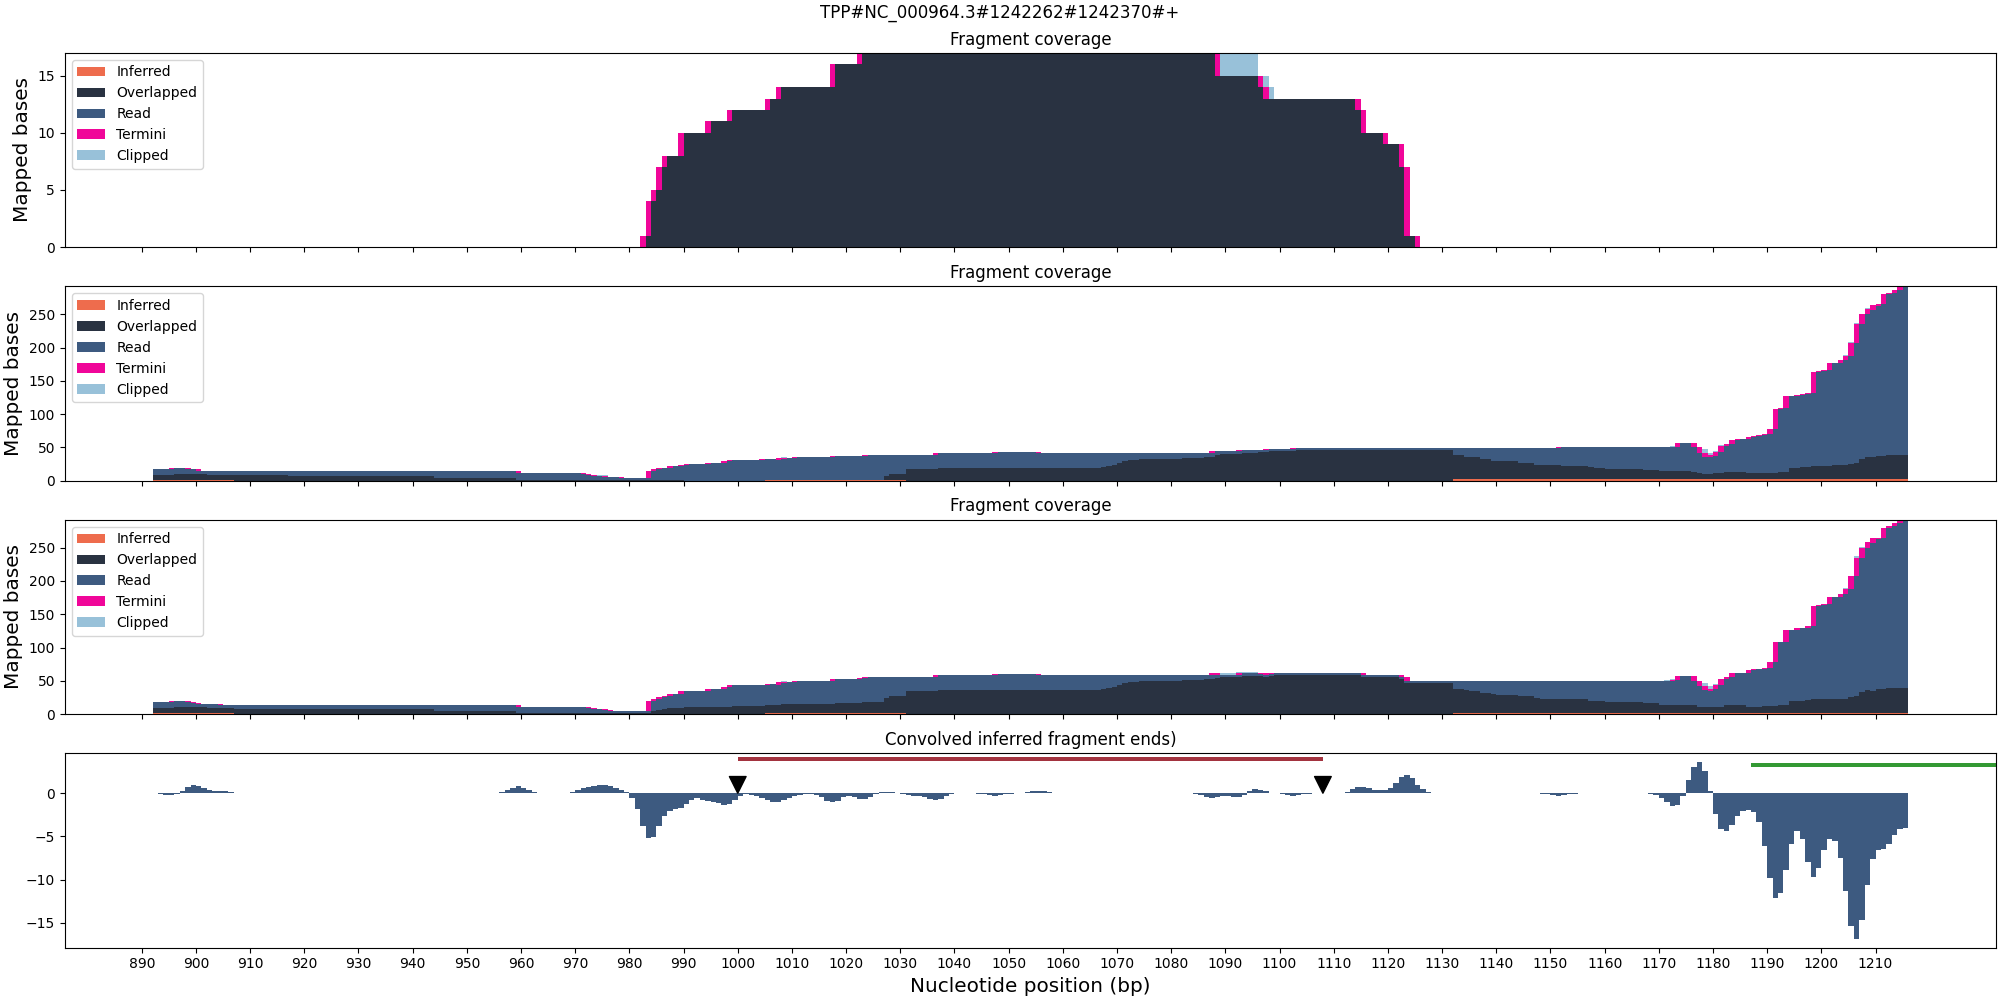 TPP#NC_000964.3#1242262#1242370#+
Fragment coverage
Mapped bases
15
10
5
0
Inferred
Overlapped
Read
Termini
Clipped
Fragment coverage
Mapped bases
250
200
150
100
50
0
Inferred
Overlapped
Read
Termini
Clipped
Fragment coverage
Mapped bases
250
200
150
100
50
0
Inferred
Overlapped
Read
Termini
Clipped
Convolved inferred fragment ends)
0
−5
−10
−15
890 900 910 920 930 940 950 960 970 980 990 1000 1010 1020 1030 1040 1050 1060 1070 1080 1090 1100 1110 1120 1130 1140 1150 1160 1170 1180 1190 1200 1210
Nucleotide position (bp)